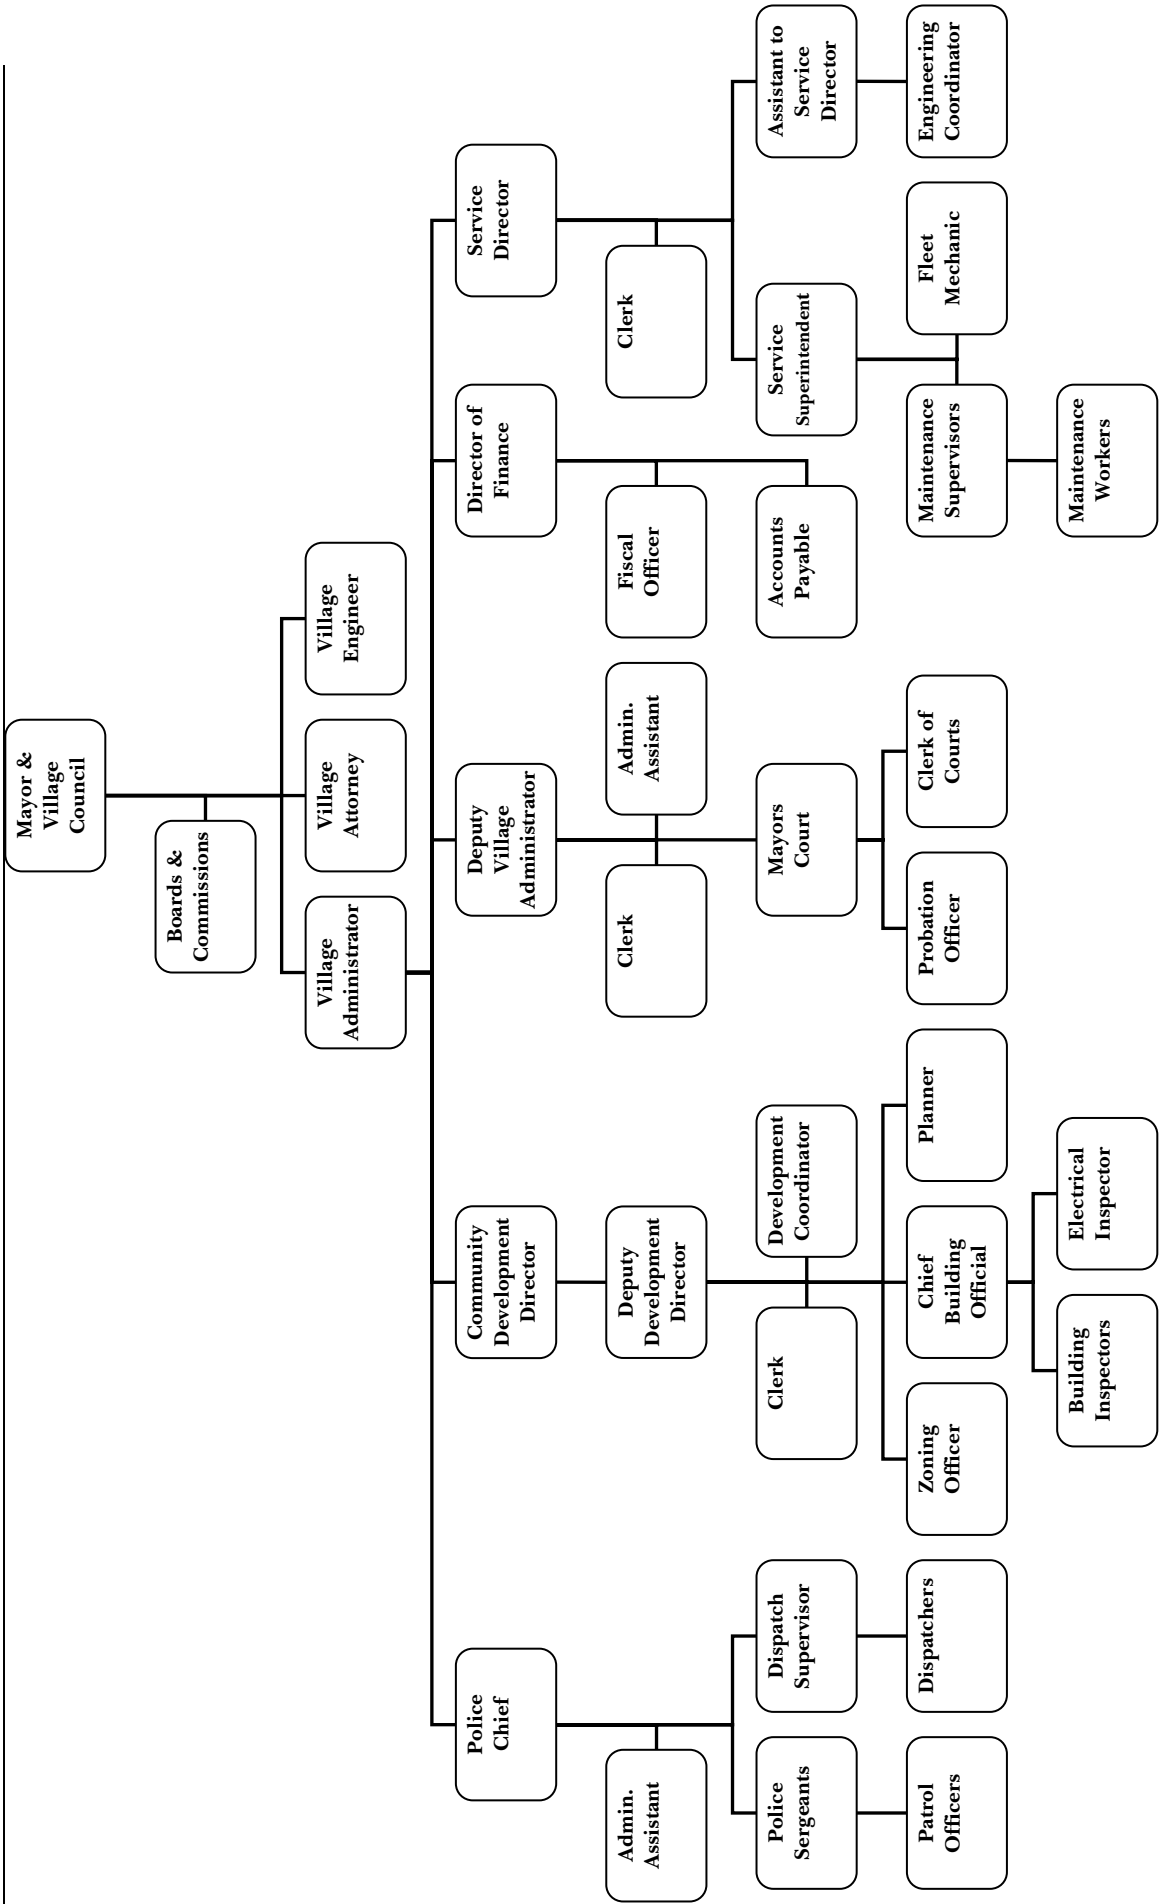 Mayor &
Village
Council
Boards &
Commissions
Village
Administrator
Village
Attorney
Village
Engineer
Police
Chief
Community
Development
Director
Deputy
Village
Administrator
Director of
Finance
Service
Director
Admin.
Assistant
Deputy
Development
Director
Clerk
Admin.
Assistant
Fiscal
Officer
Clerk
Police
Sergeants
Dispatch
Supervisor
Clerk
Development
Coordinator
Mayors
Court
Accounts
Payable
Service
Superintendent
Assistant to
Service
Director
Patrol
Officers
Dispatchers
Zoning
Officer
Chief
Building
Official
Planner
Probation
Officer
Clerk of
Courts
Maintenance
Supervisors
Fleet
Mechanic
Engineering
Coordinator
Building
Inspectors
Electrical
Inspector
Maintenance
Workers